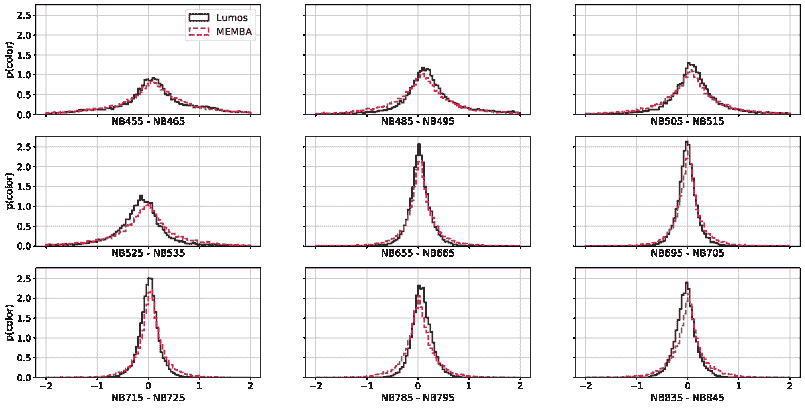 Lumos
MEMBA
p(color)
2.5
2.0
1.5
1.0
0.5
0.0
NB455 - NB465
NB485 - NB495
NB505 - NB515
p(color)
2.5
2.0
1.5
1.0
0.5
0.0
NB525 - NB535
NB655 - NB665
NB695 - NB705
p(color)
2.5
2.0
1.5
1.0
0.5
0.0
−2 −1 0 1 2
−2 −1 0 1 2
−2 −1 0 1 2
NB715 - NB725
NB785 - NB795
NB835 - NB845